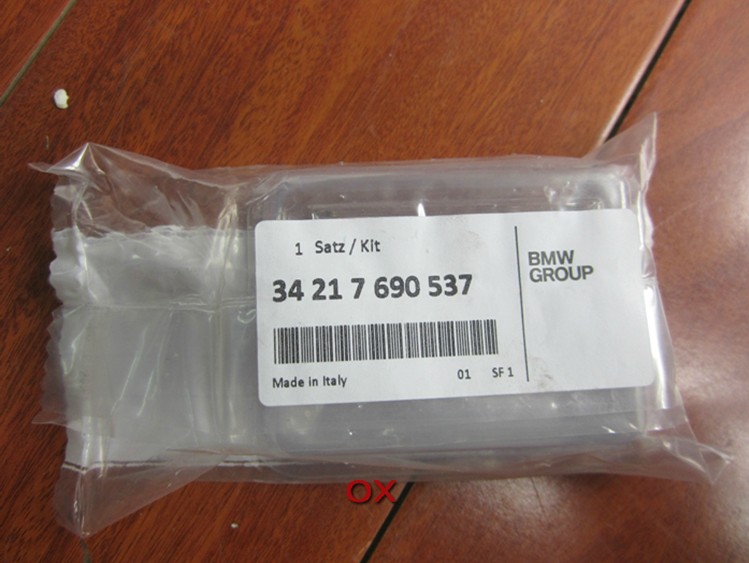 1 Satz / Kit
34 21 7 690 537
Made in Italy
01 SF 1
BMW
GROUP
OX